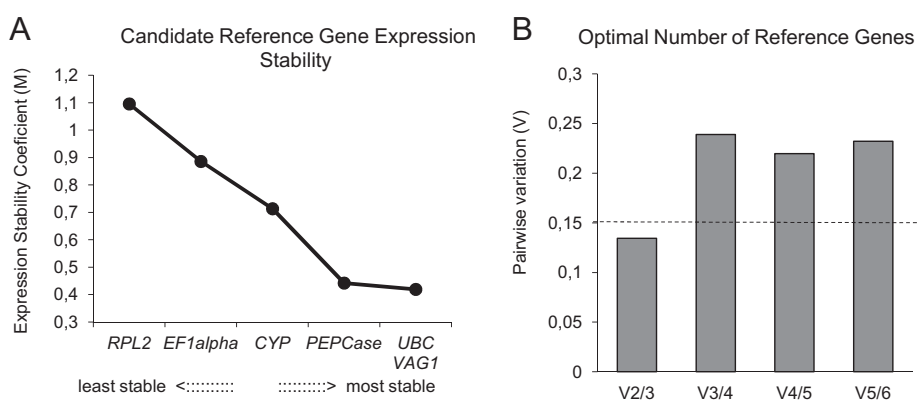 A
Candidate Reference Gene Expression
Stability
Expression Stability Coeficient (M)
1,2
1,1
1
0,9
0,8
0,7
0,6
0,5
0,4
0,3
RPL2 EF1alpha CYP PEPCase UBC
VAG1
least stable <:::::::::: ::::::::::> most stable
B
Optimal Number of Reference Genes
Pairwise variation (V)
0,3
0,25
0,2
0,15
0,1
0,05
0
V2/3 V3/4 V4/5 V5/6